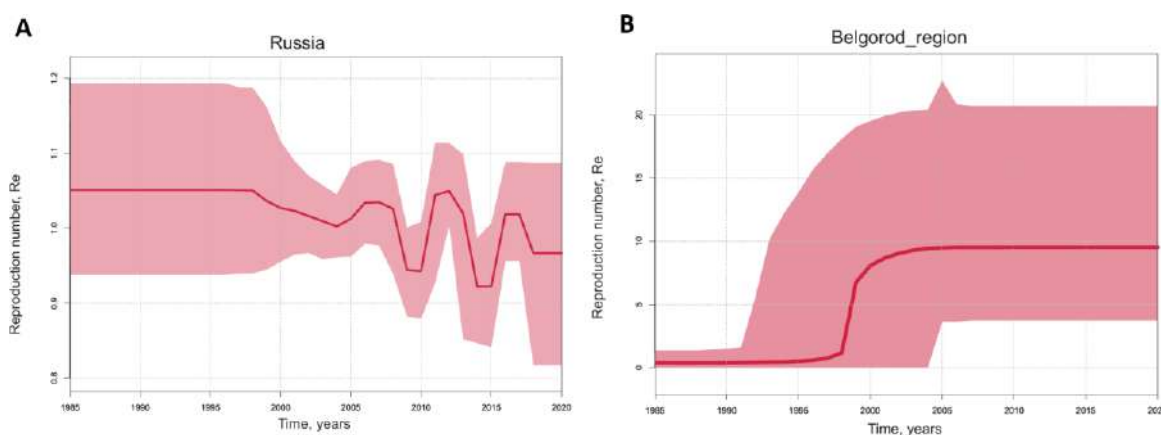 A
Russia
Reproduction number, Re
1.2
1.1
1.0
0.9
0.8
1985 1990 1995 2000 2005 2010 2015 2020
Time, years
B
Belgorod_region
Reproduction number, Re
20
15
10
5
0
1985 1990 1995 2000 2005 2010 2015 2020
Time, years